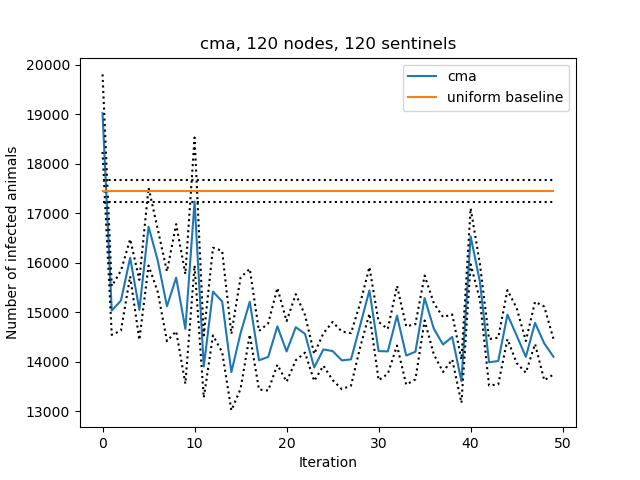 cma, 120 nodes, 120 sentinels
20000
19000
18000
17000
16000
15000
14000
13000
Number of infected animals
cma
uniform baseline
0
10
20
30
40
50
Iteration